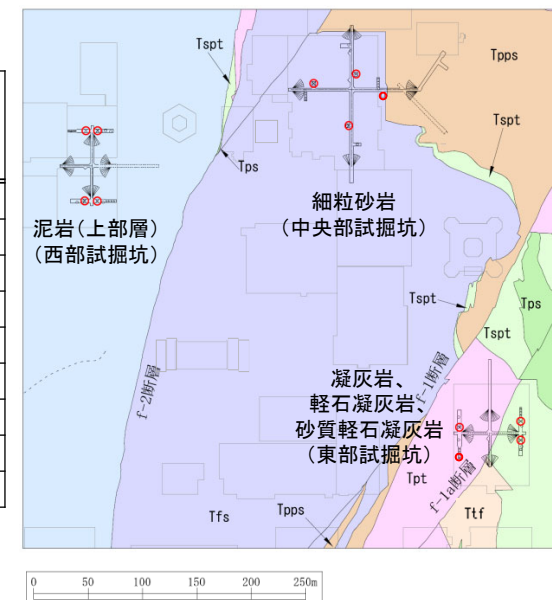 Tspt
Tpps
Tspt
Tps
泥岩(上部層)
(西部試掘坑)
細粒砂岩
(中央部試掘坑)
Tspt
Tps
Tspt
f-2断層
f-1断層
凝灰岩、
軽石凝灰岩、
砂質軽石凝灰岩
(東部試掘坑)
Tpt
f-1a断層
Tfs
Tpps
Ttf
0 50 100 150 200 250m